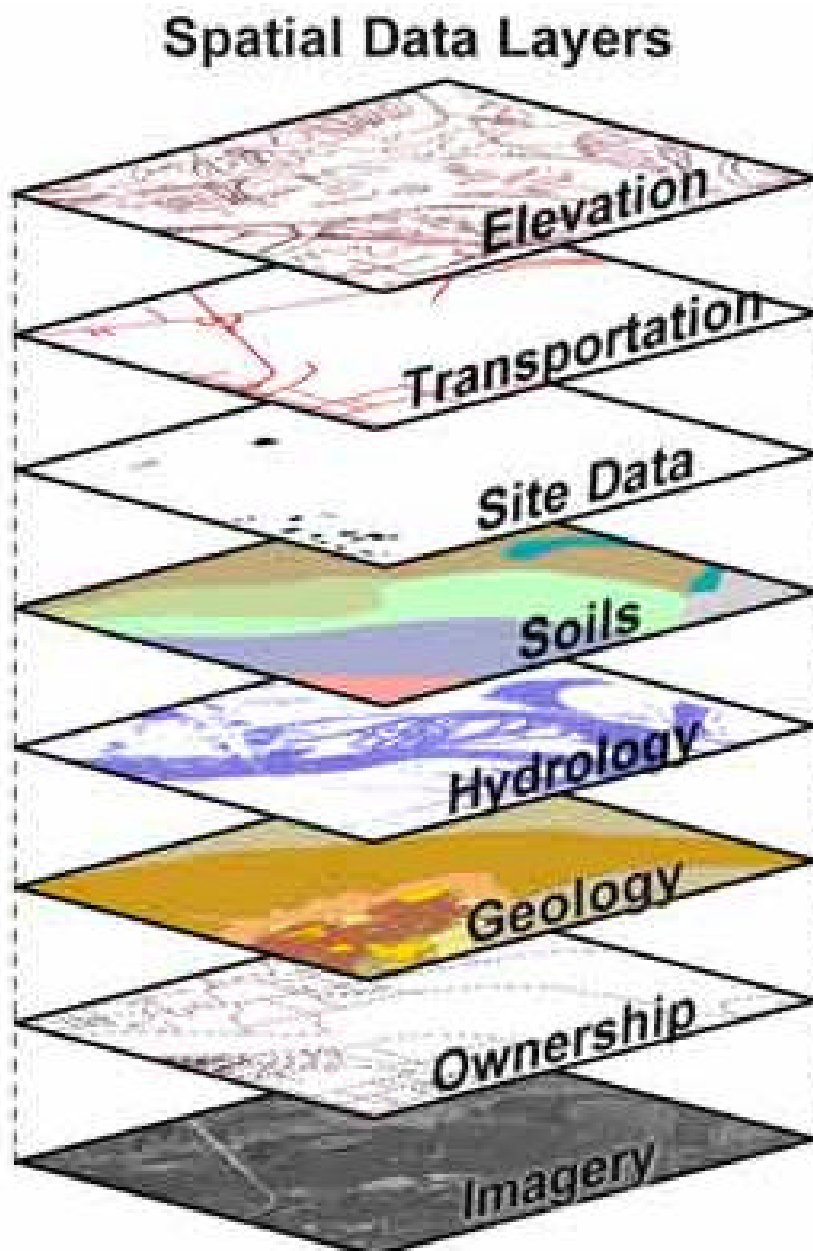 Spatial Data Layers
Elevation
Transportation
Site Data
Soils
Hydrology
Geology
Ownership
Imagery